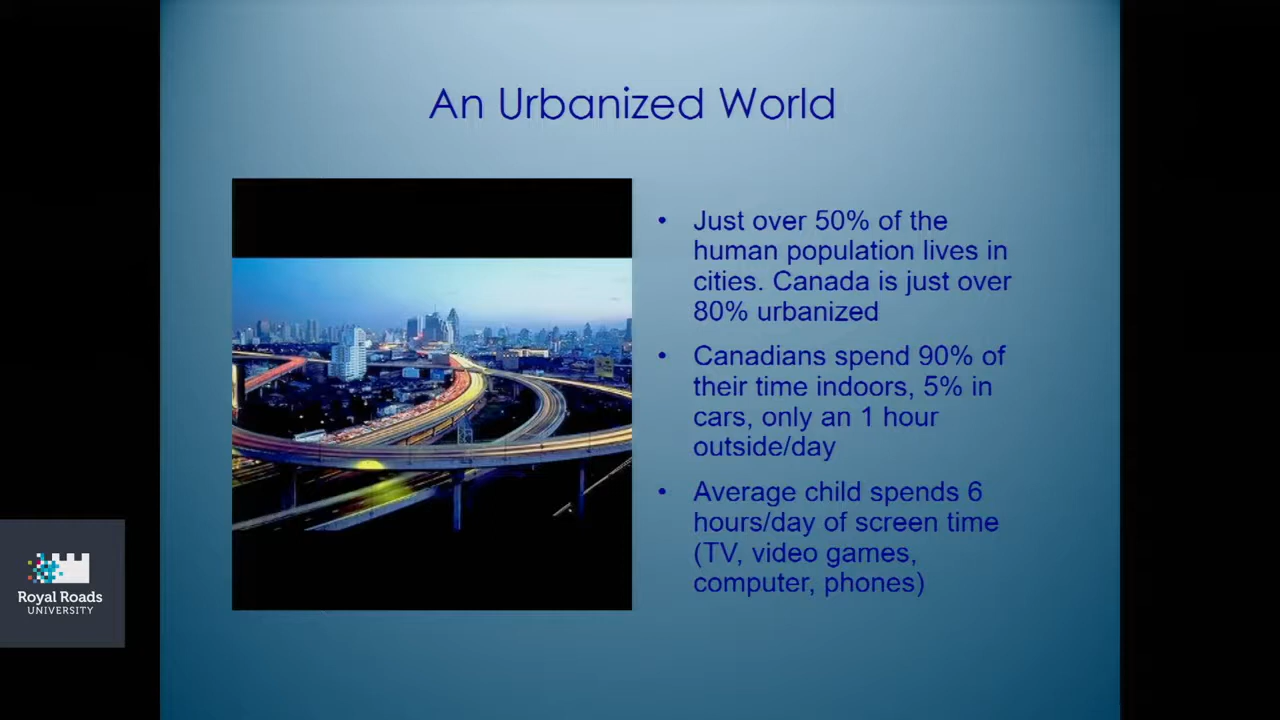 An Urbanized World
• Just over 50% of the
human population lives in
cities. Canada is just over
80% urbanized
• Canadians spend 90% of
their time indoors, 5% in
cars, only an 1 hour
outside/day
• Average child spends 6
hours/day of screen time
(TV, video games,
computer, phones)
Royal Roads
UNIVERSITY